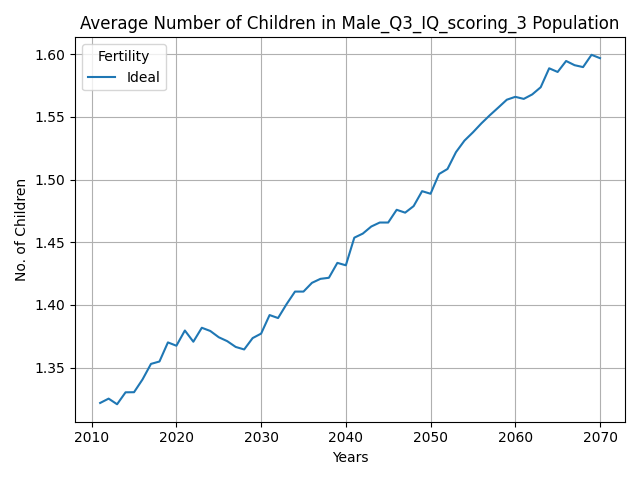 Average Number of Children in Male_Q3_IQ_scoring_3 Population
Fertility
Ideal
No. of Children
1.60
1.55
1.50
1.45
1.40
1.35
2010 2020 2030 2040 2050 2060 2070
Years